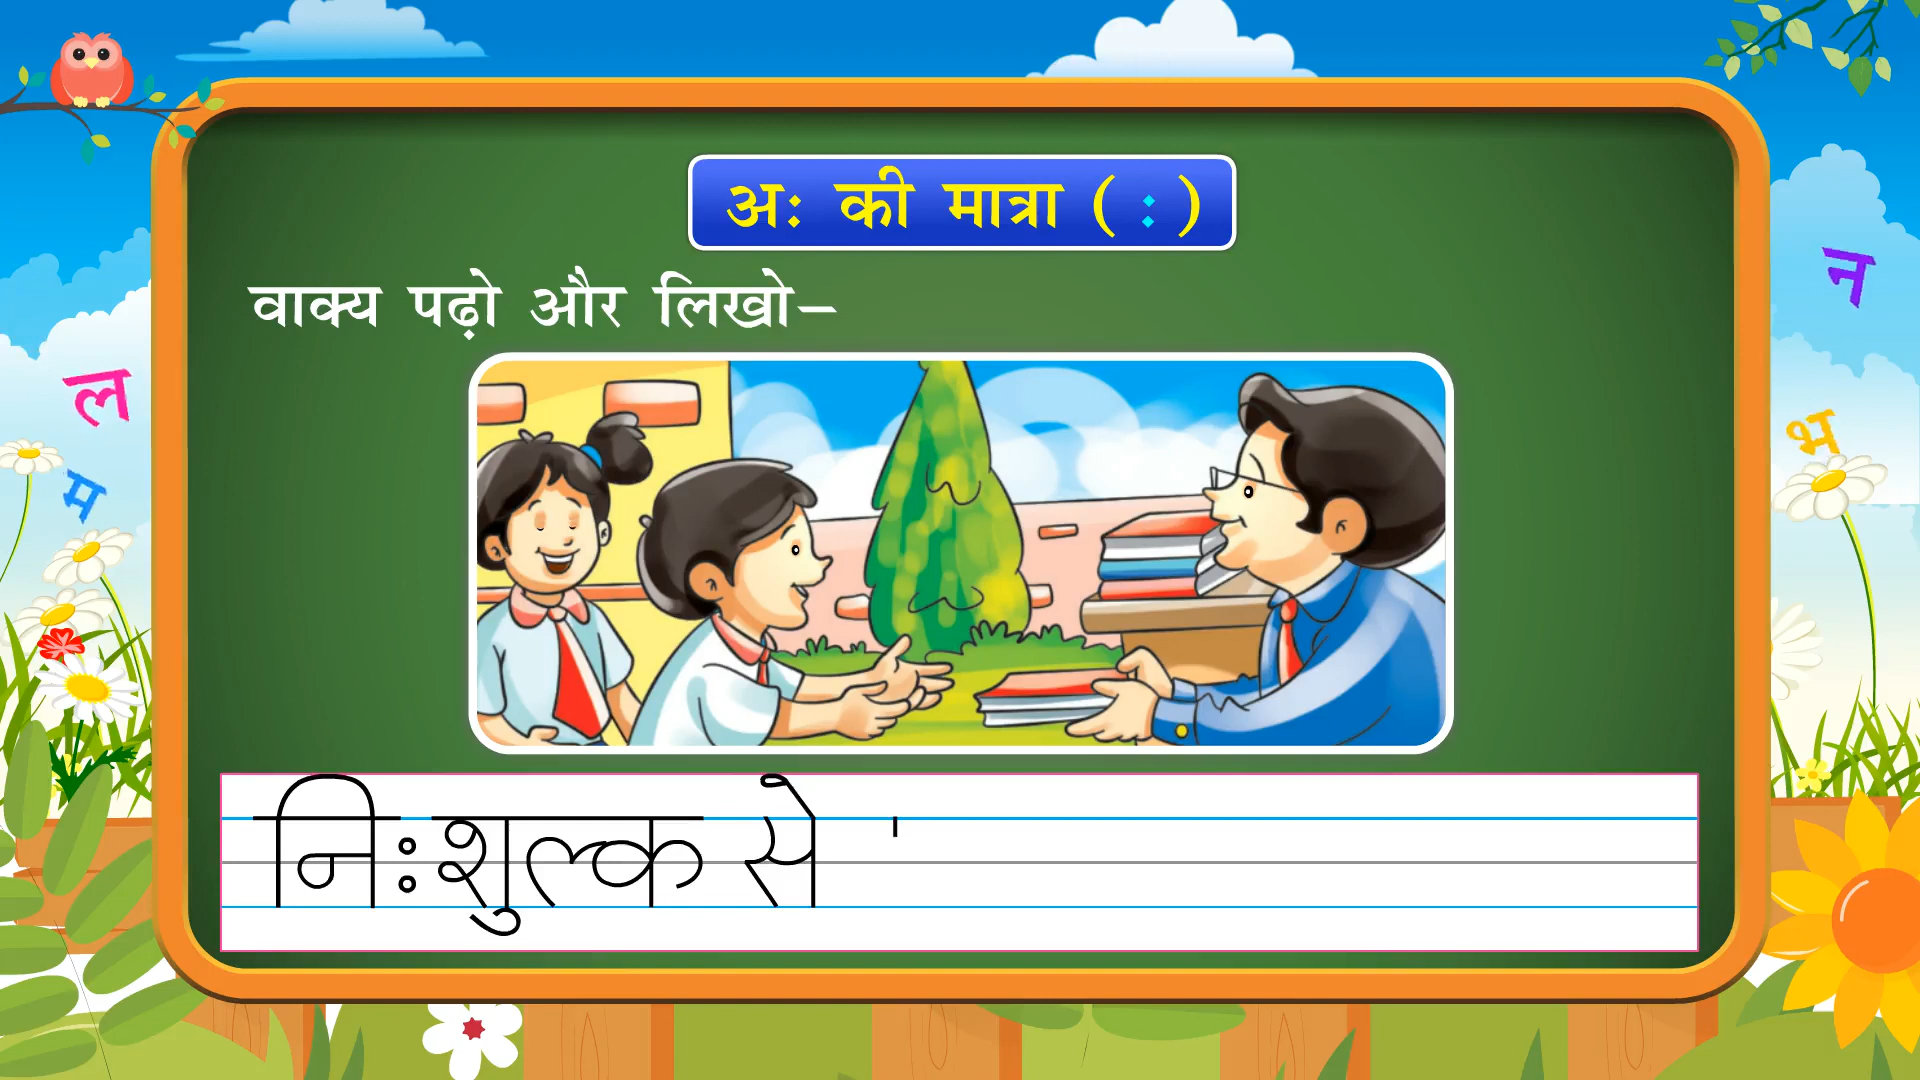 अः की मात्रा ( : )
वाक्य पढ़ो और लिखो–
न
ल
भ
म
निःशुल्क से